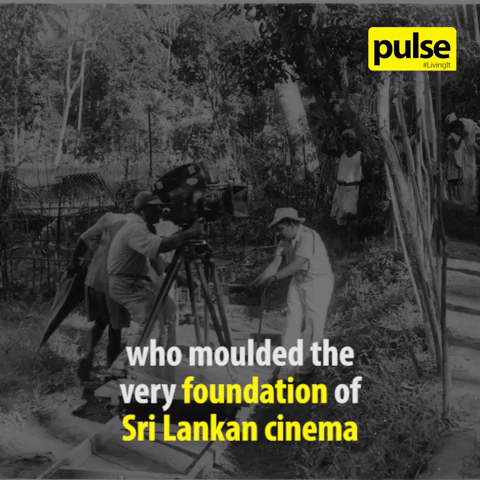 pulse
#LivingIt
who moulded the
very foundation of
Sri Lankan cinema